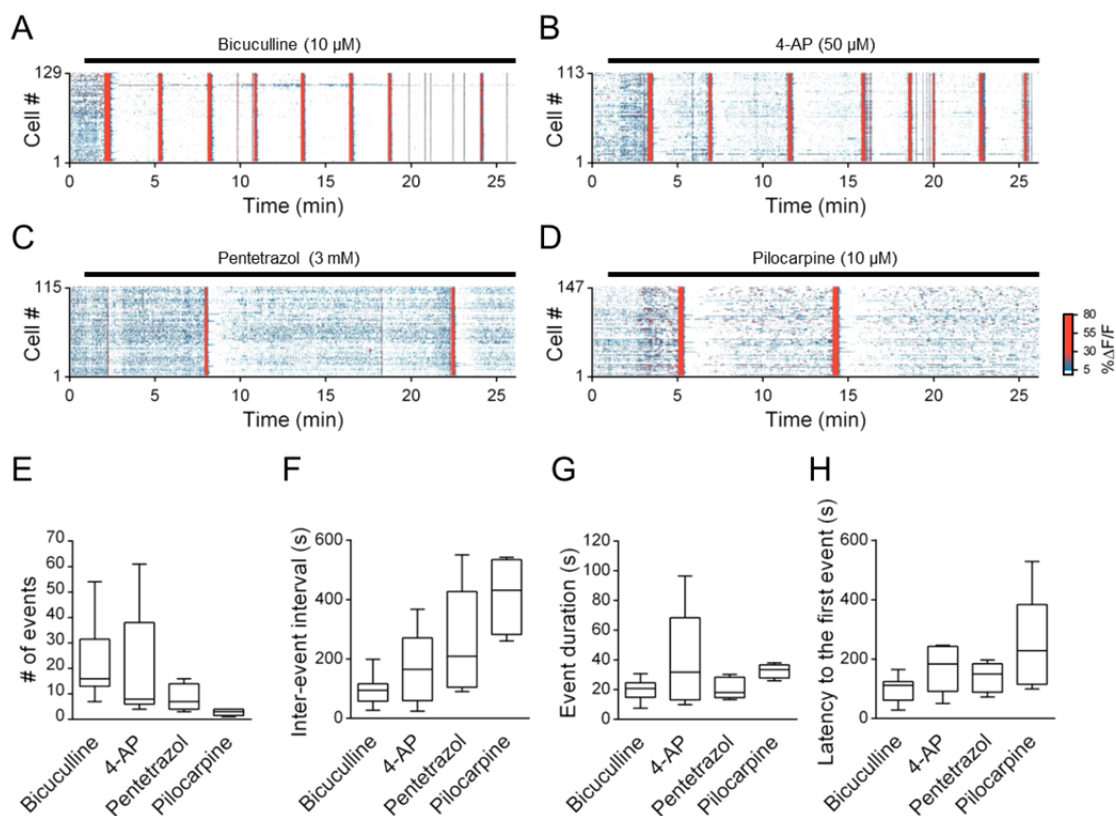 A
Bicuculline (10 μM)
129
Cell #
1
0 5 10 15 20 25
Time (min)
B
4-AP (50 μM)
113
Cell #
1
0 5 10 15 20 25
Time (min)
C
Pentetrazol (3 mM)
115
Cell #
1
0 5 10 15 20 25
Time (min)
D
Pilocarpine (10 μM)
147
Cell #
1
0 5 10 15 20 25
Time (min)
80
55
30
5
%ΔF/F
E
# of events
70
60
50
40
30
20
10
0
Bicuculline
4-AP
Pentetrazol
Pilocarpine
F
Inter-event interval (s)
600
400
200
0
Bicuculline
4-AP
Pentetrazol
Pilocarpine
G
Event duration (s)
120
100
80
60
40
20
0
Bicuculline
4-AP
Pentetrazol
Pilocarpine
H
Latency to the first event (s)
600
400
200
0
Bicuculline
4-AP
Pentetrazol
Pilocarpine